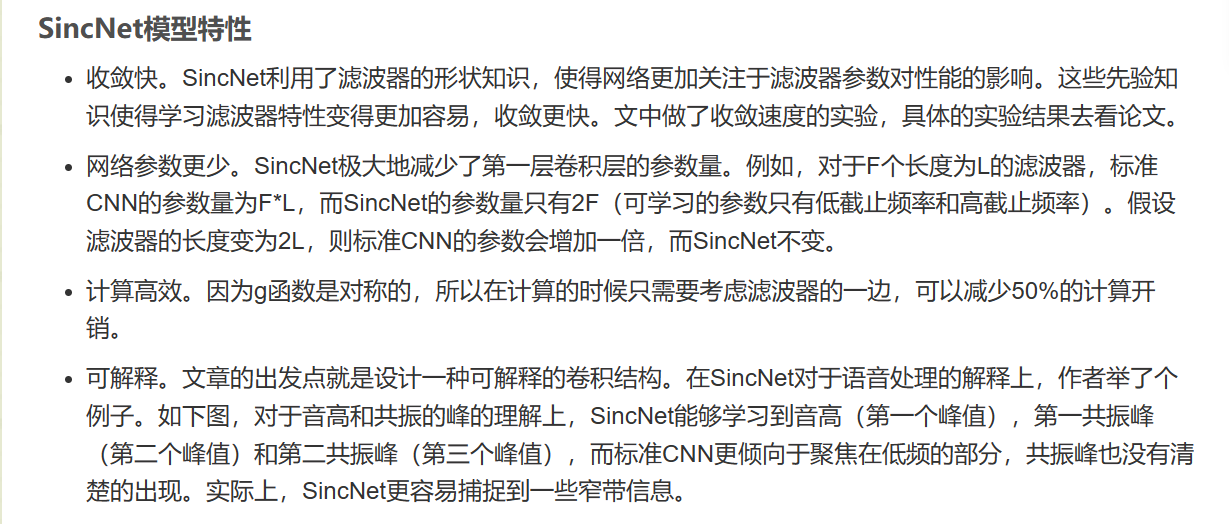 SincNet模型特性
收敛快。SincNet利用了滤波器的形状知识，使得网络更加关注于滤波器参数对性能的影响。这些先验知
识使得学习滤波器特性变得更加容易，收敛更快。文中做了收敛速度的实验，具体的实验结果去看论文。
网络参数更少。SincNet极大地减少了第一层卷积层的参数量。例如，对于F个长度为L的滤波器，标准
CNN的参数量为F*L，而SincNet的参数量只有2F（可学习的参数只有低截止频率和高截止频率）。假设
滤波器的长度变为2L，则标准CNN的参数会增加一倍，而SincNet不变。
计算高效。因为g函数是对称的，所以在计算的时候只需要考虑滤波器的一边，可以减少50%的计算开
销。
可解释。文章的出发点就是设计一种可解释的卷积结构。在SincNet对于语音处理的解释上，作者举了个
例子。如下图，对于音高和共振的峰的理解上，SincNet能够学习到音高（第一个峰值），第一共振峰
（第二个峰值）和第二共振峰（第三个峰值），而标准CNN更倾向于聚焦在低频的部分，共振峰也没有清
楚的出现。实际上，SincNet更容易捕捉到一些窄带信息。